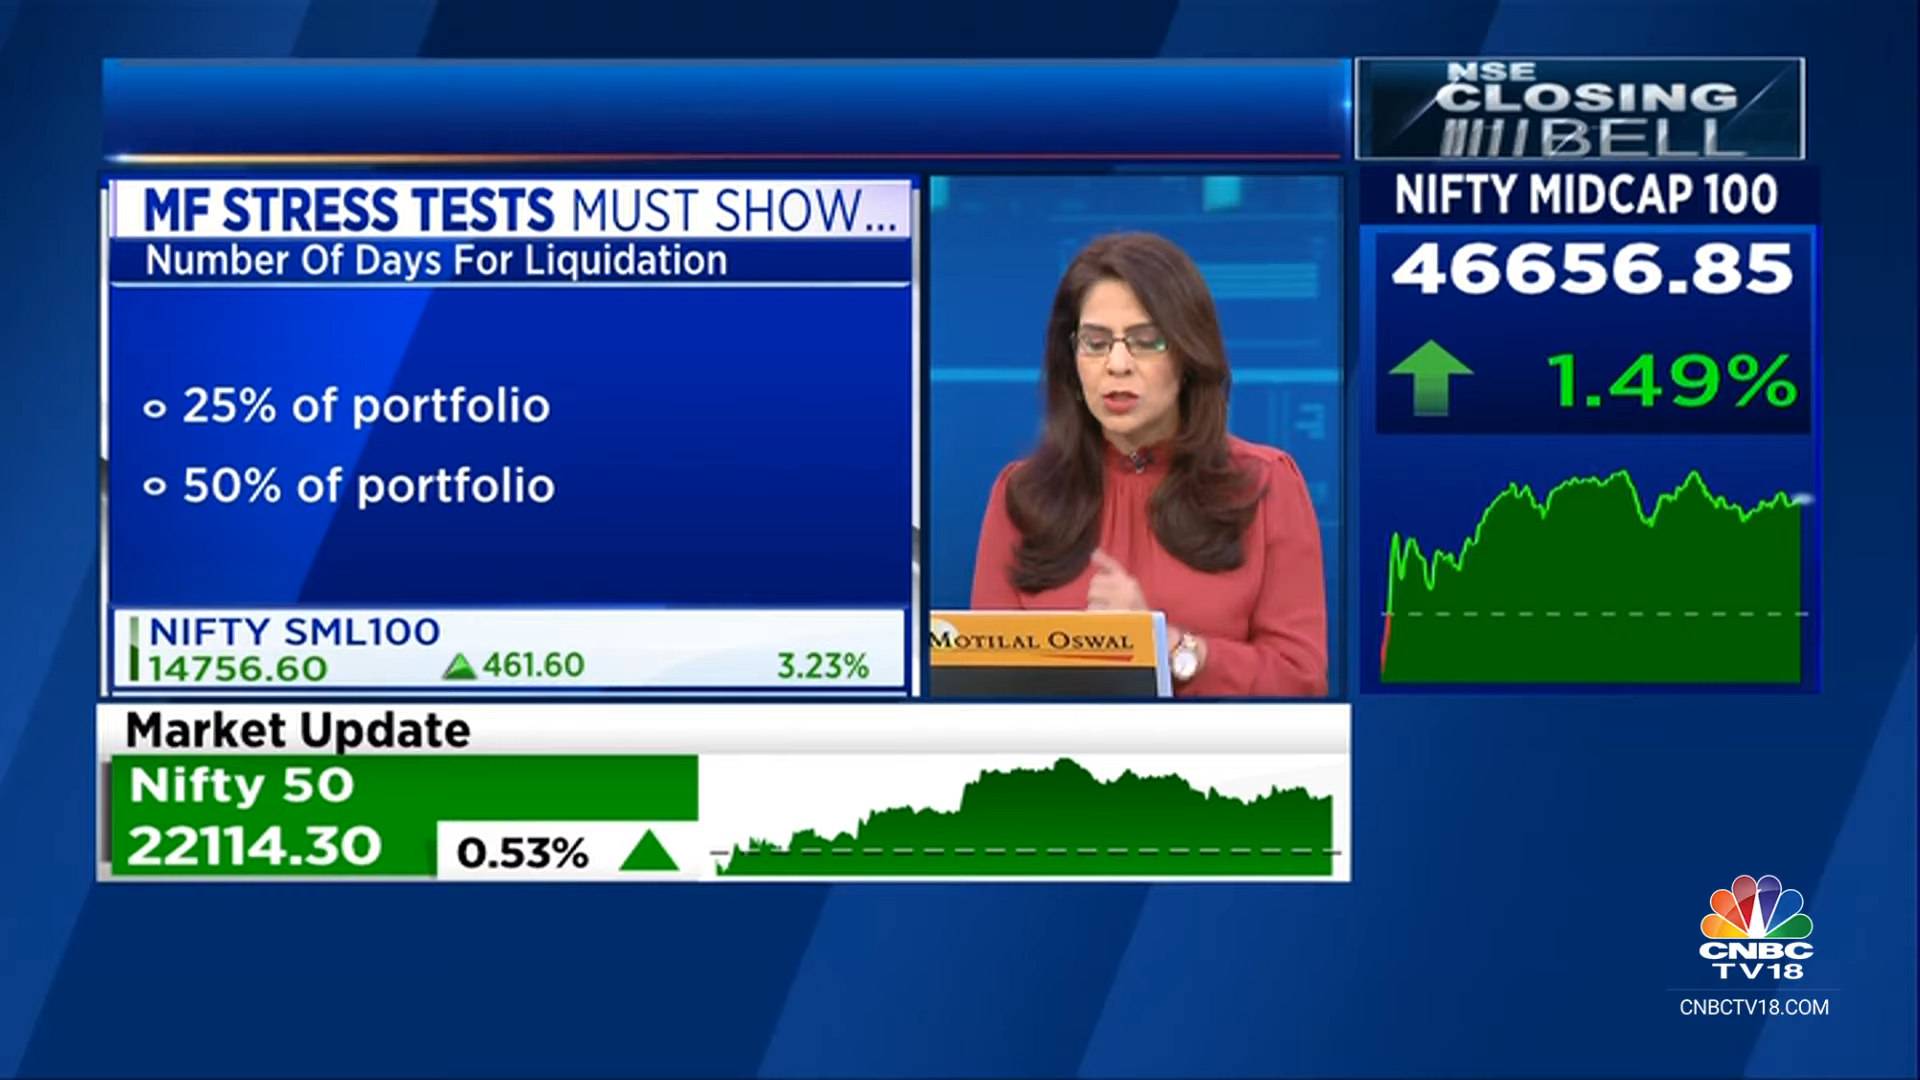 NSE
CLOSING
BELL
MF STRESS TESTS MUST SHOW...
Number Of Days For Liquidation
25% of portfolio
50% of portfolio
NIFTY SML100
14756.60 461.60 3.23%
MOTILAL OSWAL
NIFTY MIDCAP 100
46656.85
1.49%
Market Update
Nifty 50
22114.30 0.53%
CNBC
TV18
CNBCTV18.COM